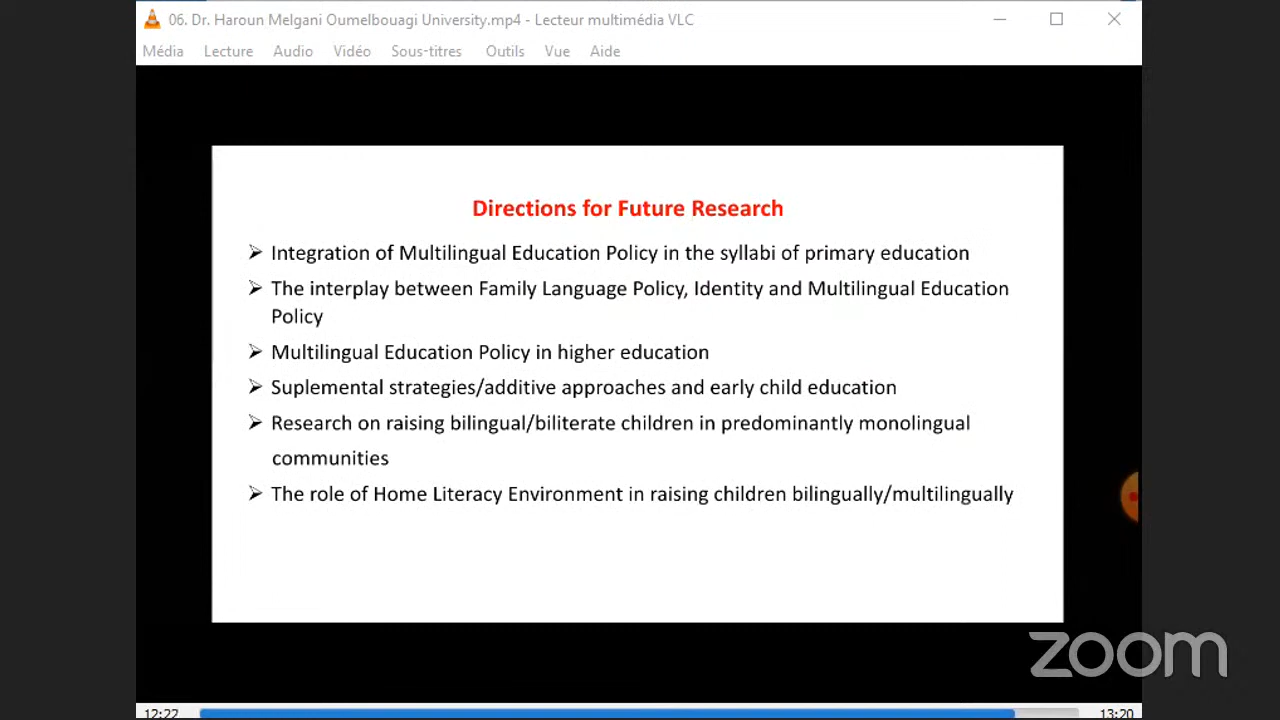 06. Dr. Haroun Melgani Oumelbouagi University.mp4 - Lecteur multimédia VLC
Média Lecture Audio Vidéo Sous-titres Outils Vue Aide
Directions for Future Research
Integration of Multilingual Education Policy in the syllabi of primary education
The interplay between Family Language Policy, Identity and Multilingual Education
Policy
Multilingual Education Policy in higher education
Suplemental strategies/additive approaches and early child education
Research on raising bilingual/biliterate children in predominantly monolingual
communities
The role of Home Literacy Environment in raising children bilingually/multilingually
zoom
12:22 13:20